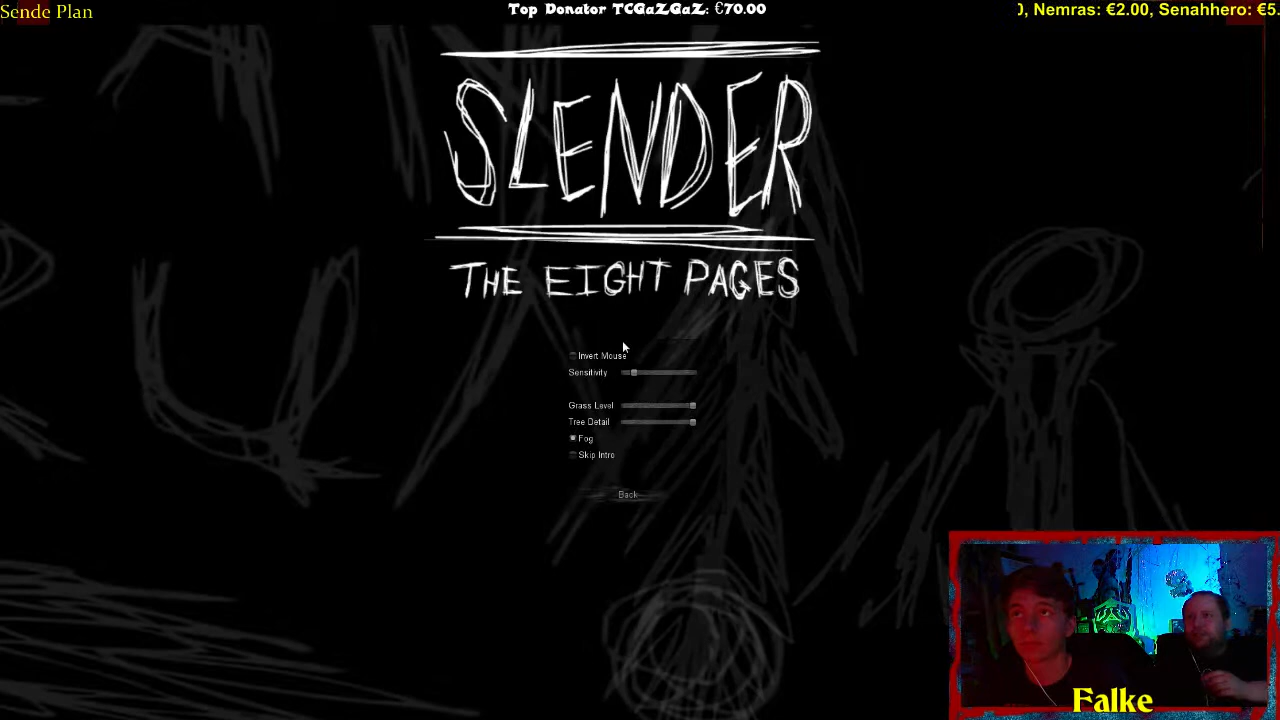 Sende Plan
Top Donator TCGaZGaZ: €70.00
), Nemras: €2.00, Senahhero: €5.
SLENDER
THE EIGHT PAGES
Invert Mouse
Sensitivity
Grass Level
Tree Detail
Fog
Skip Intro
Back
Falke